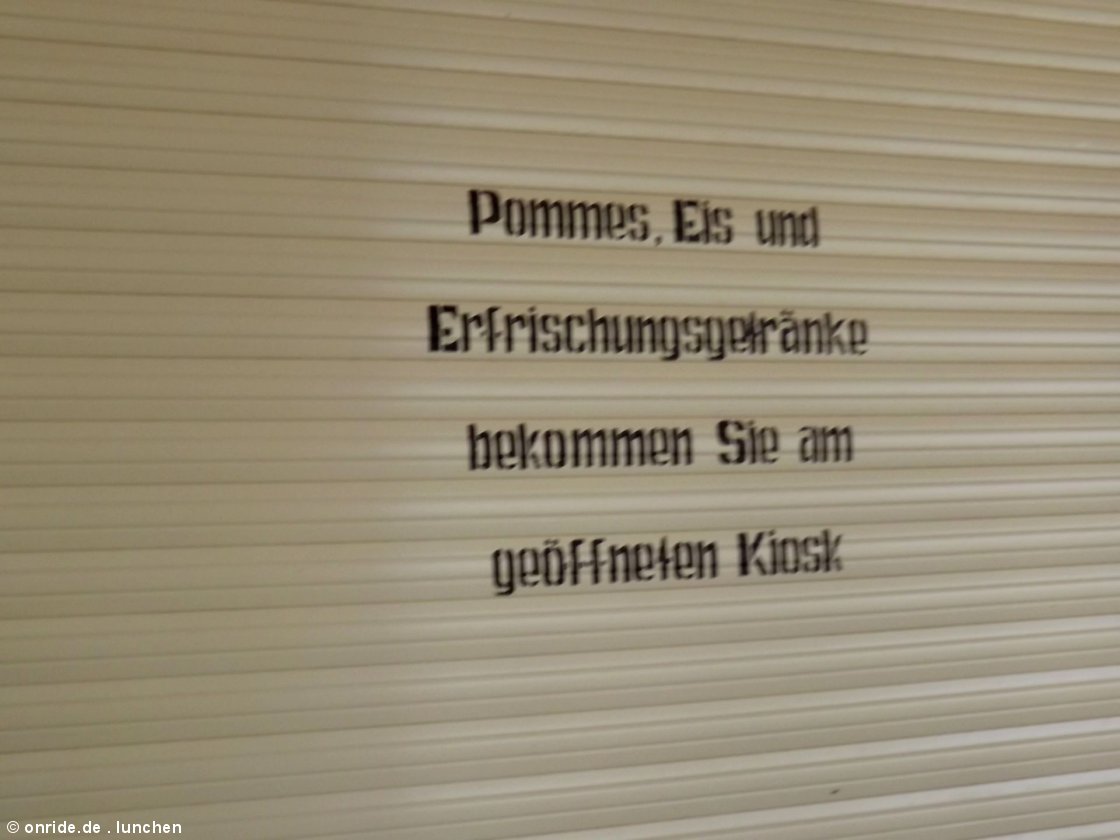 Pommes, Eis und
Erfrischungsgetränke
bekommen Sie am
geöffneten Kiosk
© onride.de . lunchen